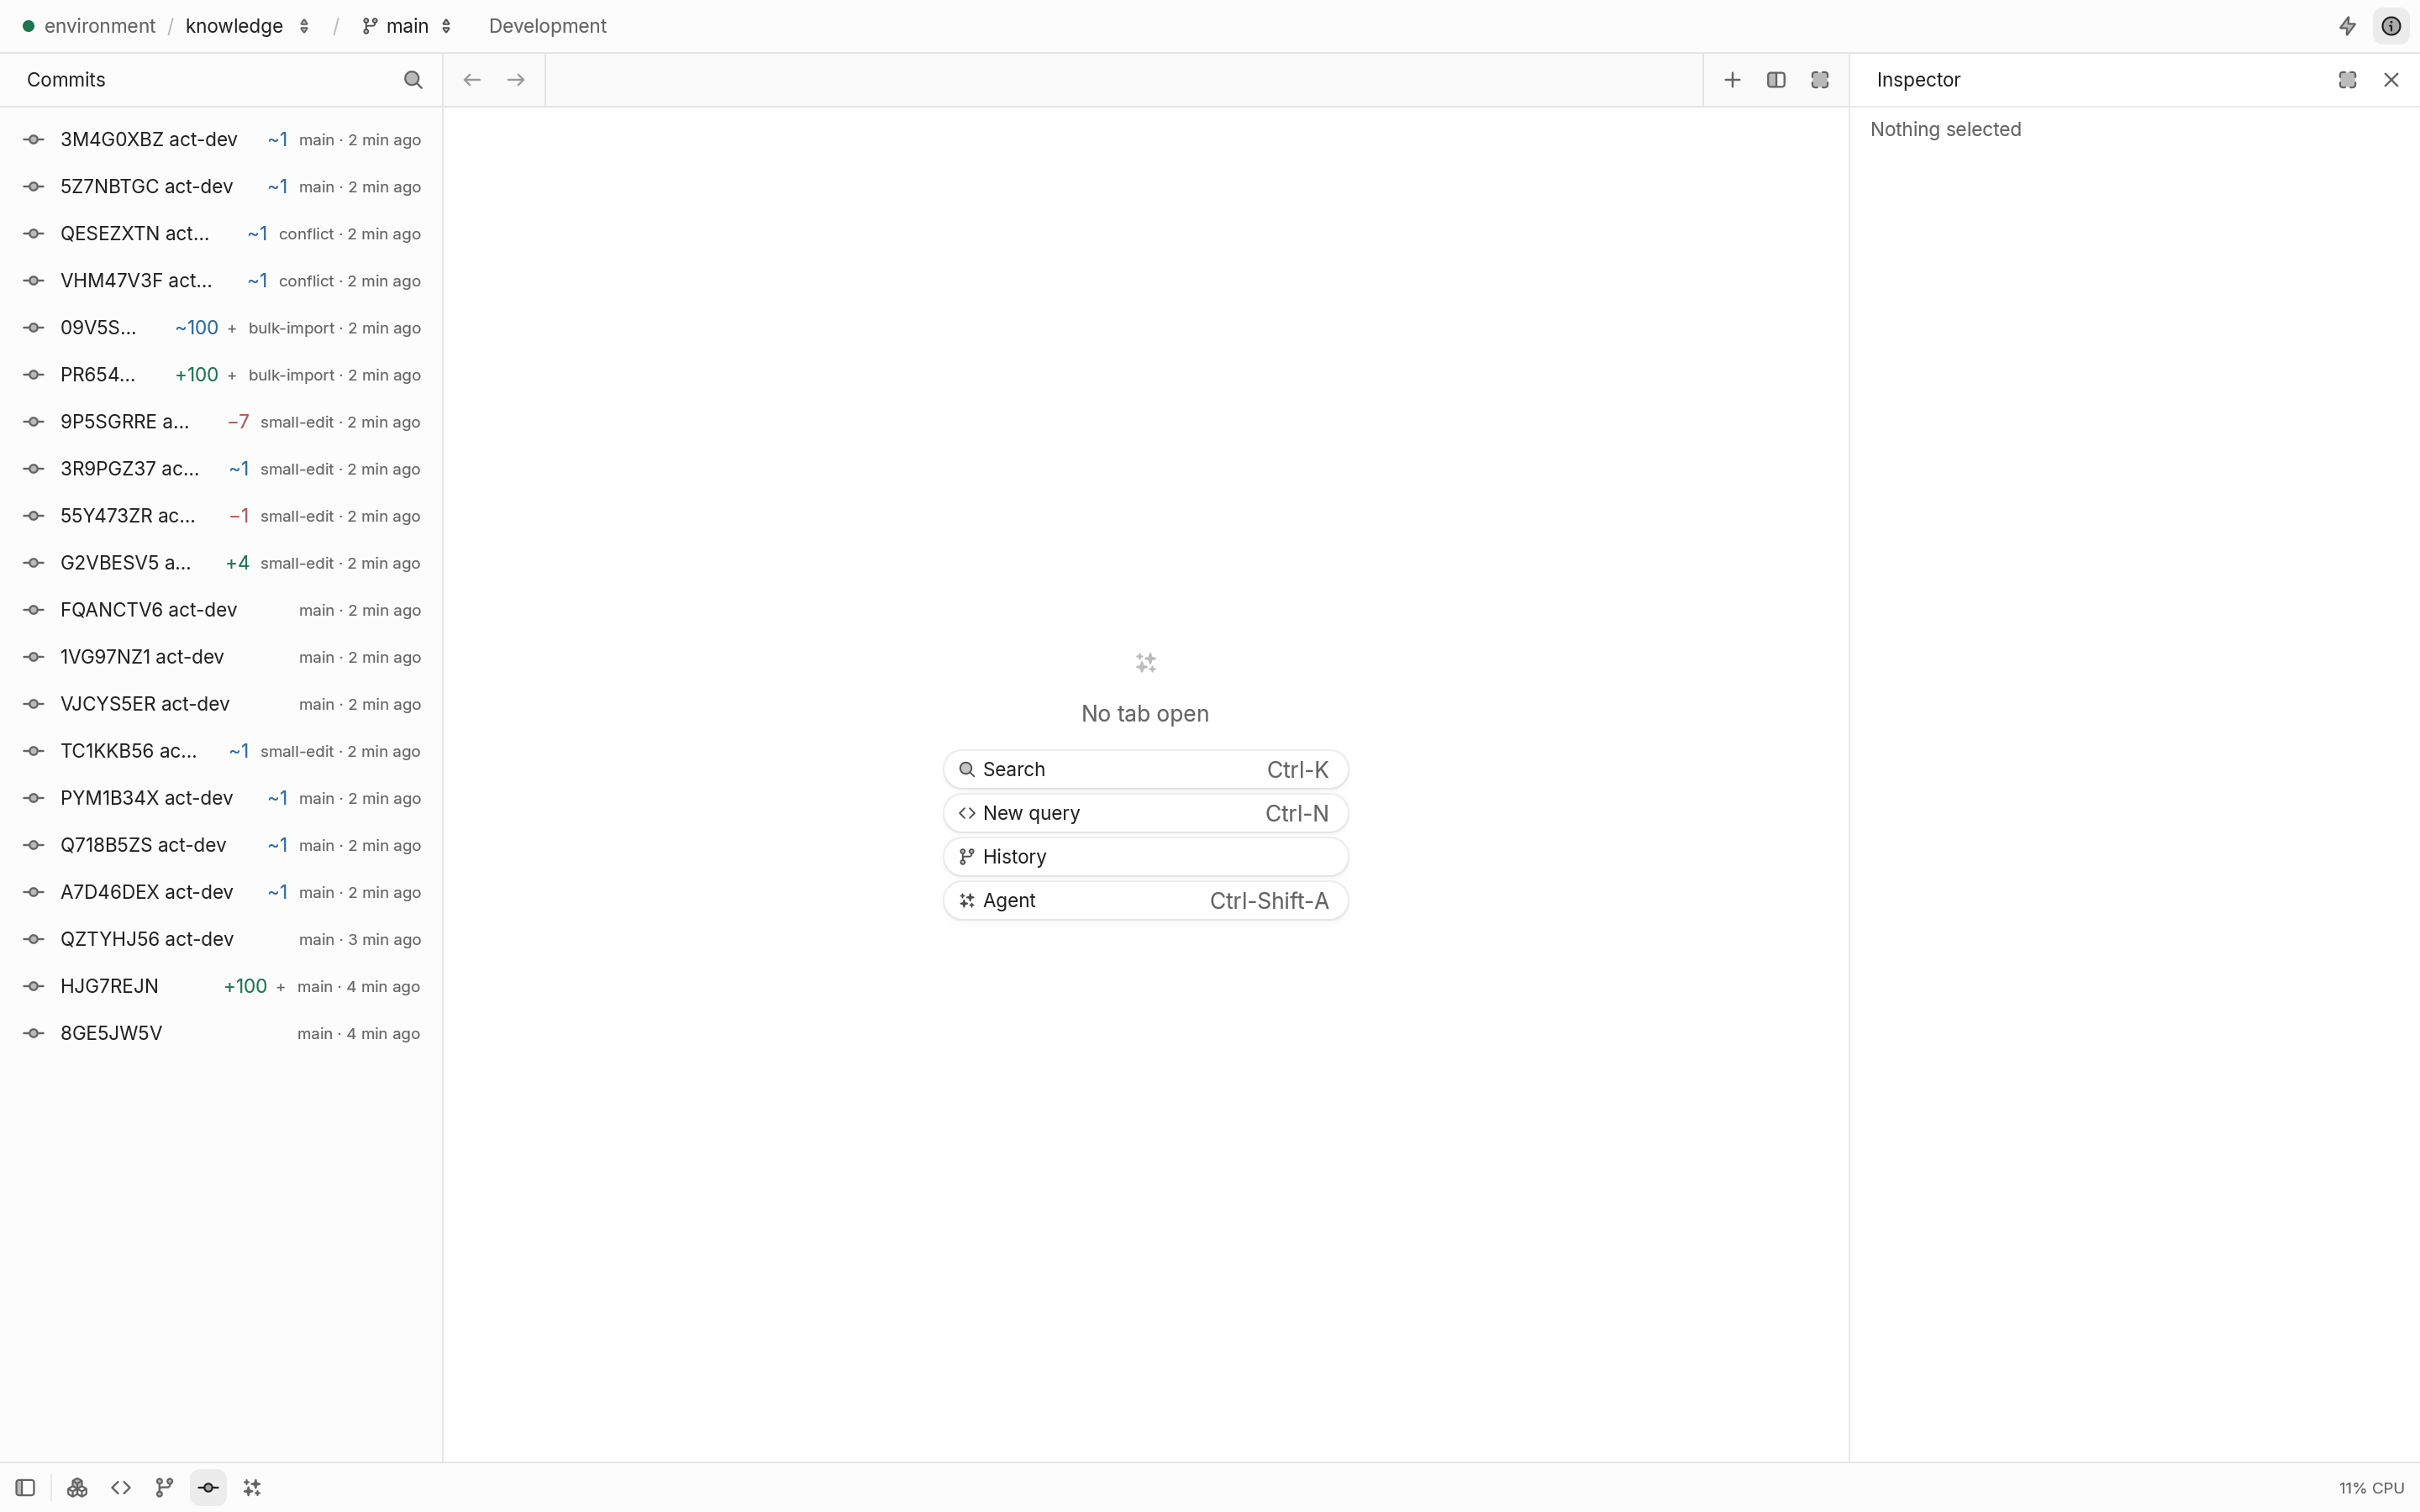 environment / knowledge / main Development
Commits
Inspector
Nothing selected
3M4G0XBZ act-dev ~1 main · 2 min ago
5Z7NBTGC act-dev ~1 main · 2 min ago
QESEZXTN act... ~1 conflict · 2 min ago
VHM47V3F act... ~1 conflict · 2 min ago
09V5S... ~100 + bulk-import · 2 min ago
PR654... +100 + bulk-import · 2 min ago
9P5SGRRE a... −7 small-edit · 2 min ago
3R9PGZ37 ac... ~1 small-edit · 2 min ago
55Y473ZR ac... −1 small-edit · 2 min ago
G2VBESV5 a... +4 small-edit · 2 min ago
FQANCTV6 act-dev main · 2 min ago
1VG97NZ1 act-dev main · 2 min ago
VJCYS5ER act-dev main · 2 min ago
TC1KKB56 ac... ~1 small-edit · 2 min ago
PYM1B34X act-dev ~1 main · 2 min ago
Q718B5ZS act-dev ~1 main · 2 min ago
A7D46DEX act-dev ~1 main · 2 min ago
QZTYHJ56 act-dev main · 3 min ago
HJG7REJN +100 + main · 4 min ago
8GE5JW5V main · 4 min ago
No tab open
Search Ctrl-K
New query Ctrl-N
History
Agent Ctrl-Shift-A
11% CPU